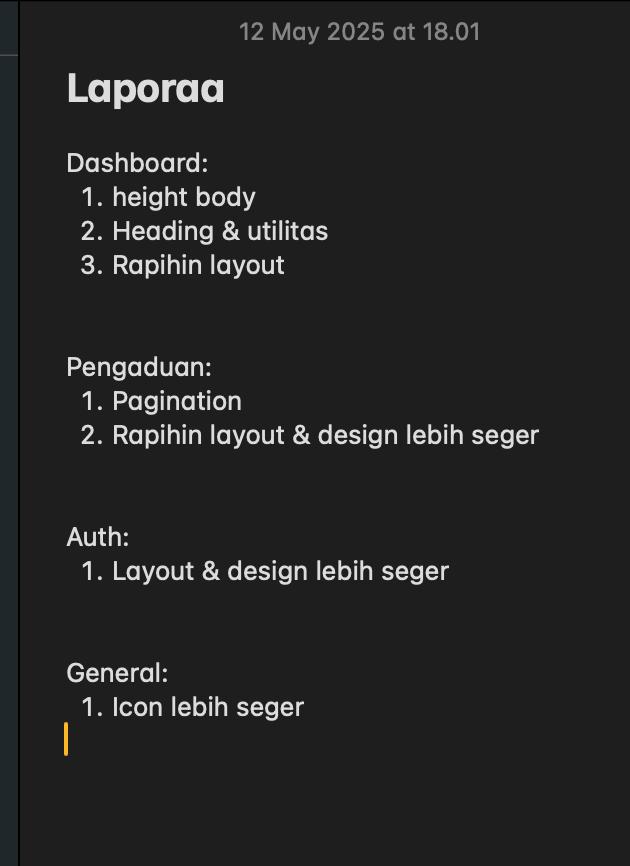 12 May 2025 at 18.01
Laporaa
Dashboard:
1. height body
2. Heading & utilitas
3. Rapihin layout
Pengaduan:
1. Pagination
2. Rapihin layout & design lebih seger
Auth:
1. Layout & design lebih seger
General:
1. Icon lebih seger